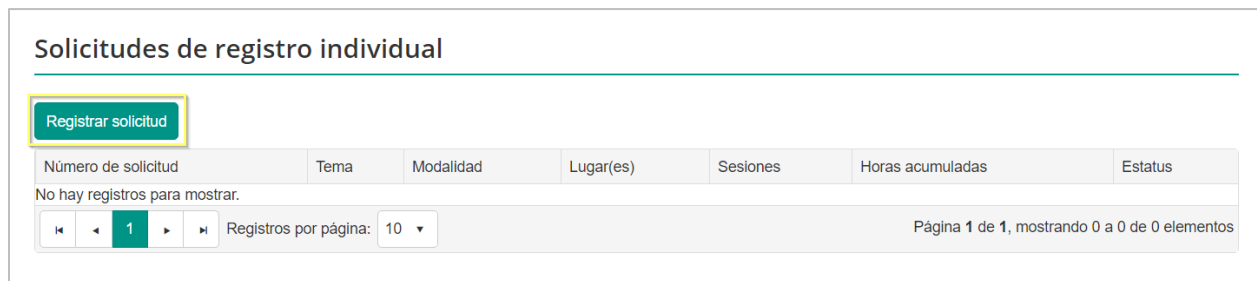 Solicitudes de registro individual
Registrar solicitud
Número de solicitud Tema Modalidad Lugar(es) Sesiones Horas acumuladas Estatus
No hay registros para mostrar.
1 Registros por página: 10 Página 1 de 1, mostrando 0 a 0 de 0 elementos